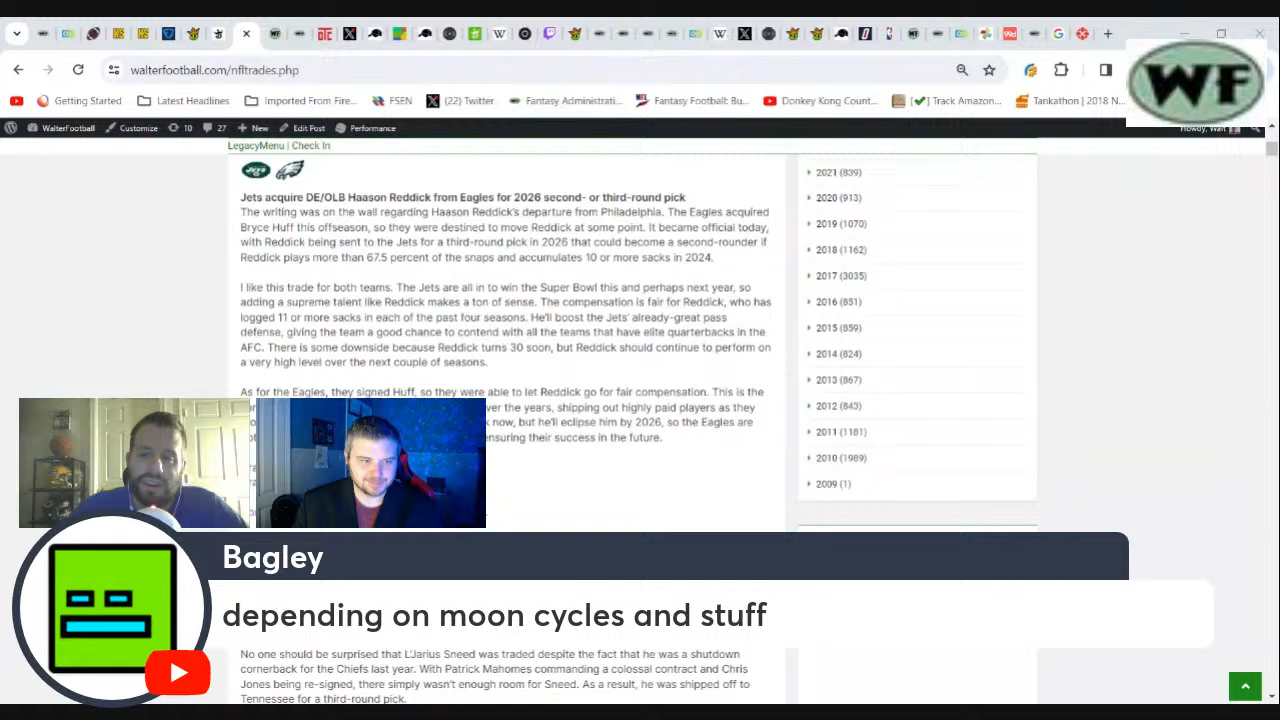 walterfootball.com/nfltrades.php
WF
Getting Started
Latest Headlines
Imported From Fire...
FSEN
(22) Twitter
Fantasy Administrati...
Fantasy Football: Bu...
Donkey Kong Count...
[✔] Track Amazon...
Tankathon | 2018 N...
WalterFootball
Customize
10
27
+ New
Edit Post
Performance
Howdy, Walt
LegacyMenu | Check In
JETS
Jets acquire DE/OLB Haason Reddick from Eagles for 2026 second- or third-round pick
The writing was on the wall regarding Haason Reddick's departure from Philadelphia. The Eagles acquired
Bryce Huff this offseason, so they were destined to move Reddick at some point. It became official today,
with Reddick being sent to the Jets for a third-round pick in 2026 that could become a second-rounder if
Reddick plays more than 67.5 percent of the snaps and accumulates 10 or more sacks in 2024.
I like this trade for both teams. The Jets are all in to win the Super Bowl this and perhaps next year, so
adding a supreme talent like Reddick makes a ton of sense. The compensation is fair for Reddick, who has
logged 11 or more sacks in each of the past four seasons. He'll boost the Jets' already-great pass
defense, giving the team a good chance to contend with all the teams that have elite quarterbacks in the
AFC. There is some downside because Reddick turns 30 soon, but Reddick should continue to perform on
a very high level over the next couple of seasons.
As for the Eagles, they signed Huff, so they were able to let Reddick go for fair compensation. This is the
ver the years, shipping out highly paid players as they
now, but he'll eclipse him by 2026, so the Eagles are
ensuring their success in the future.
2021 (839)
2020 (913)
2019 (1070)
2018 (1162)
2017 (3035)
2016 (851)
2015 (859)
2014 (824)
2013 (867)
2012 (843)
2011 (1181)
2010 (1989)
2009 (1)
Bagley
depending on moon cycles and stuff
No one should be surprised that L'Jarius Sneed was traded despite the fact that he was a shutdown
cornerback for the Chiefs last year. With Patrick Mahomes commanding a colossal contract and Chris
Jones being re-signed, there simply wasn't enough room for Sneed. As a result, he was shipped off to
Tennessee for a third-round pick.